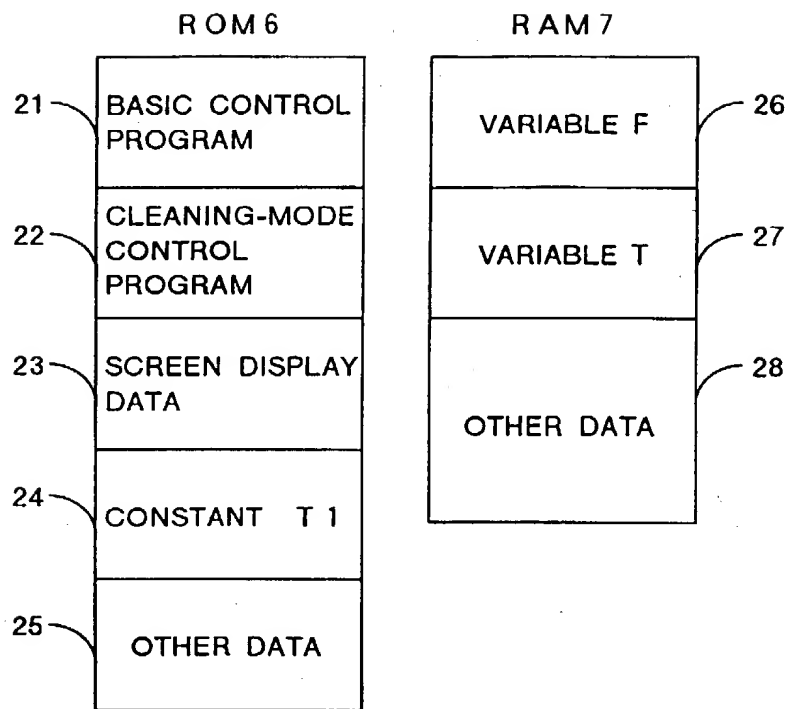 ROM6
21
BASIC CONTROL
PROGRAM
22
CLEANING-MODE
CONTROL
PROGRAM
23
SCREEN DISPLAY
DATA
24
CONSTANT T1
25
OTHER DATA
RAM7
VARIABLE F
26
VARIABLE T
27
OTHER DATA
28